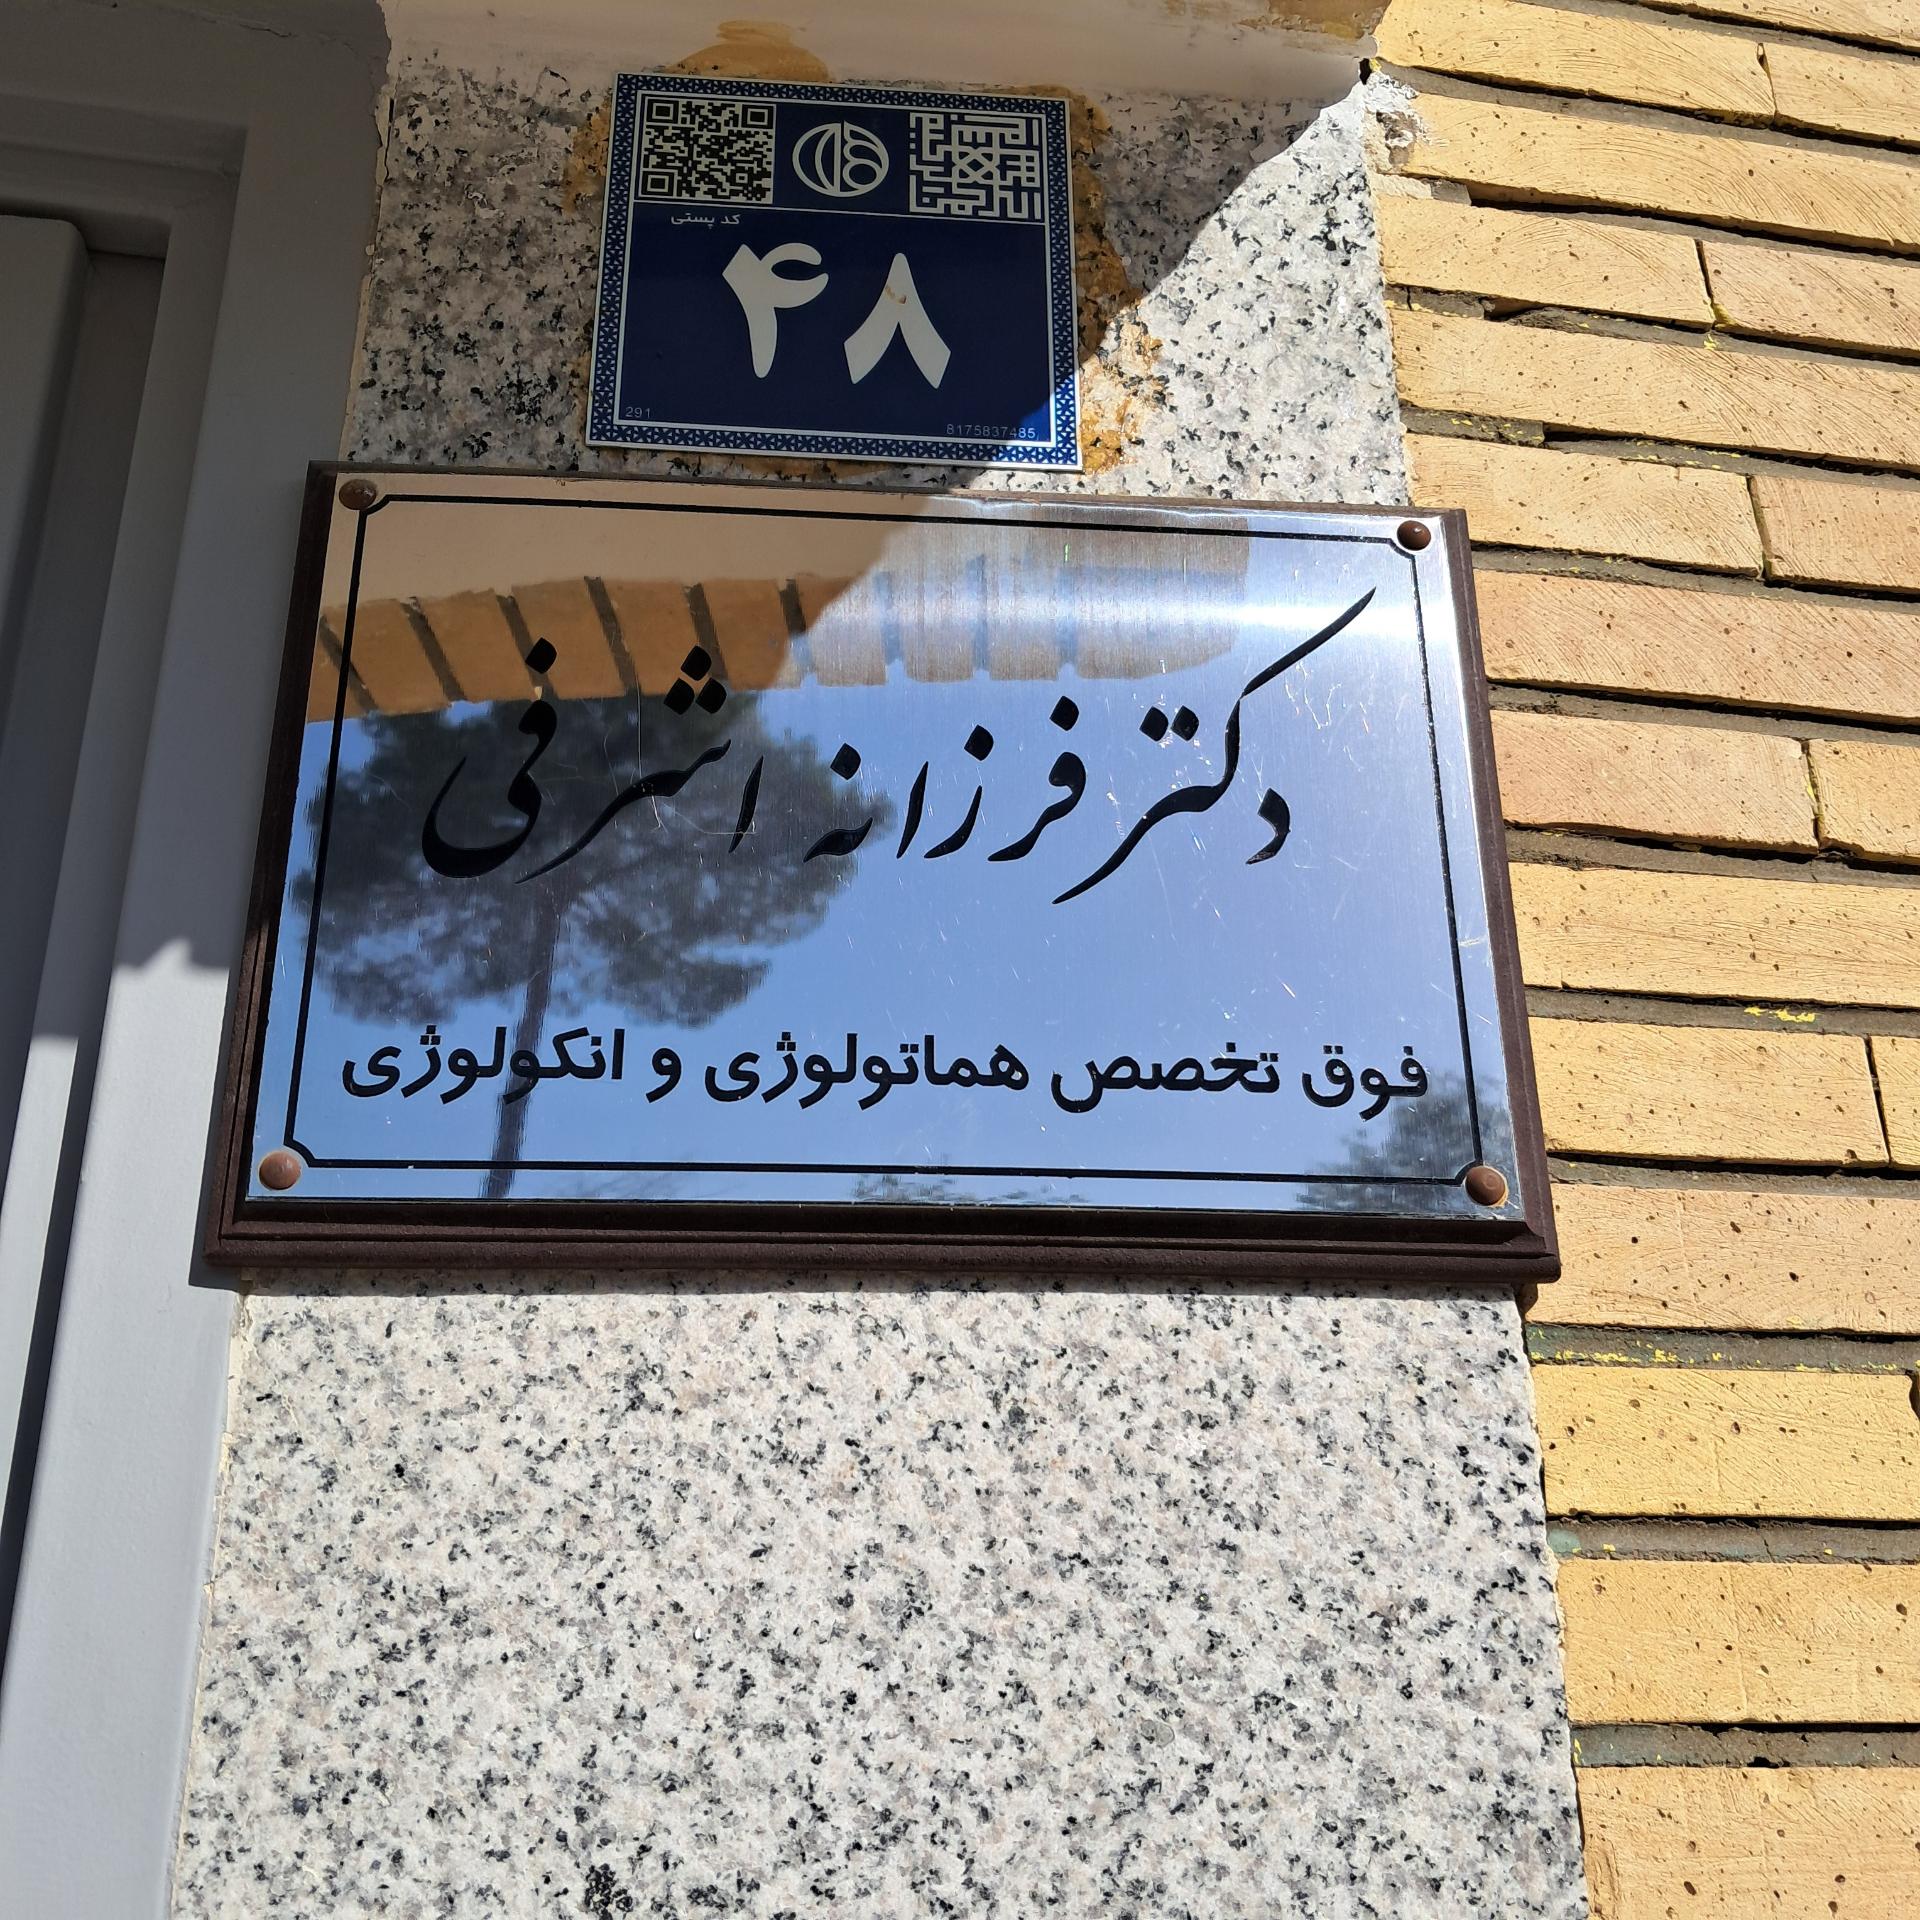 کد پستی
۴۸
291
8175837485
دکتر فرزانه اشرفی
فوق تخصص هماتولوژی و انکولوژی